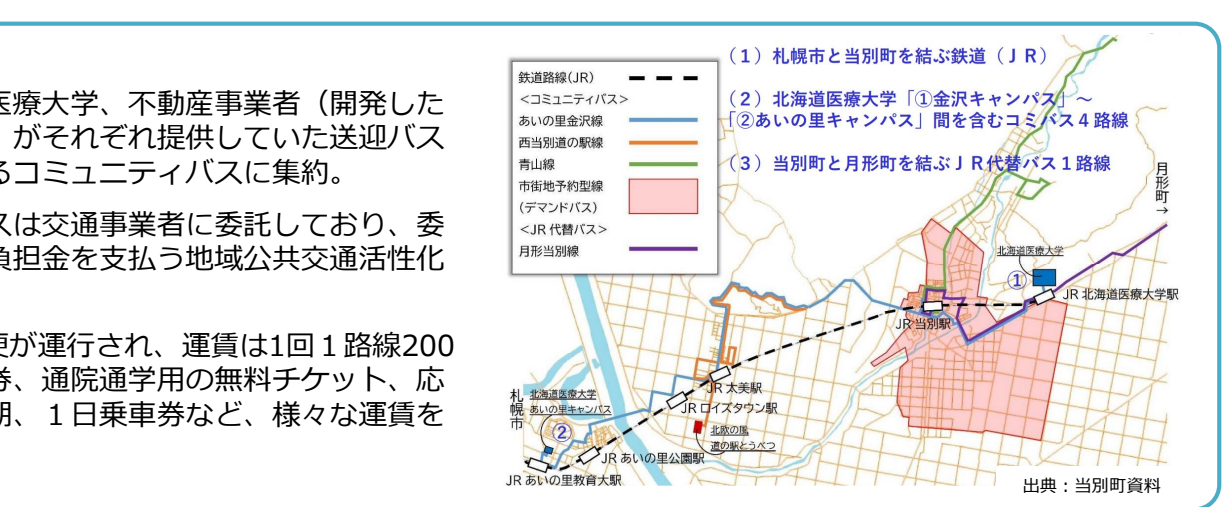 医療大学、不動産事業者（開発した
）がそれぞれ提供していた送迎バス
るコミュニティバスに集約。
スは交通事業者に委託しており、委
負担金を支払う地域公共交通活性化
便が運行され、運賃は1回１路線200
券、通院通学用の無料チケット、応
期、１日乗車券など、様々な運賃を
（１）札幌市と当別町を結ぶ鉄道（ＪＲ）
（２）北海道医療大学「①金沢キャンパス」～
「②あいの里キャンパス」間を含むコミバス４路線
（３）当別町と月形町を結ぶＪＲ代替バス１路線
鉄道路線(JR)
<コミュニティバス>
あいの里金沢線
西当別道の駅線
青山線
市街地予約型線
(デマンドバス)
<JR 代替バス>
月形当別線
月形町→
北海道医療大学
①
JR 北海道医療大学駅
JR 当別駅
JR 太美駅
JR ロイズタウン駅
札幌市
北海道医療大学
あいの里キャンパス
②
北欧の風
道の駅とうべつ
JR あいの里公園駅
JR あいの里教育大駅
出典：当別町資料